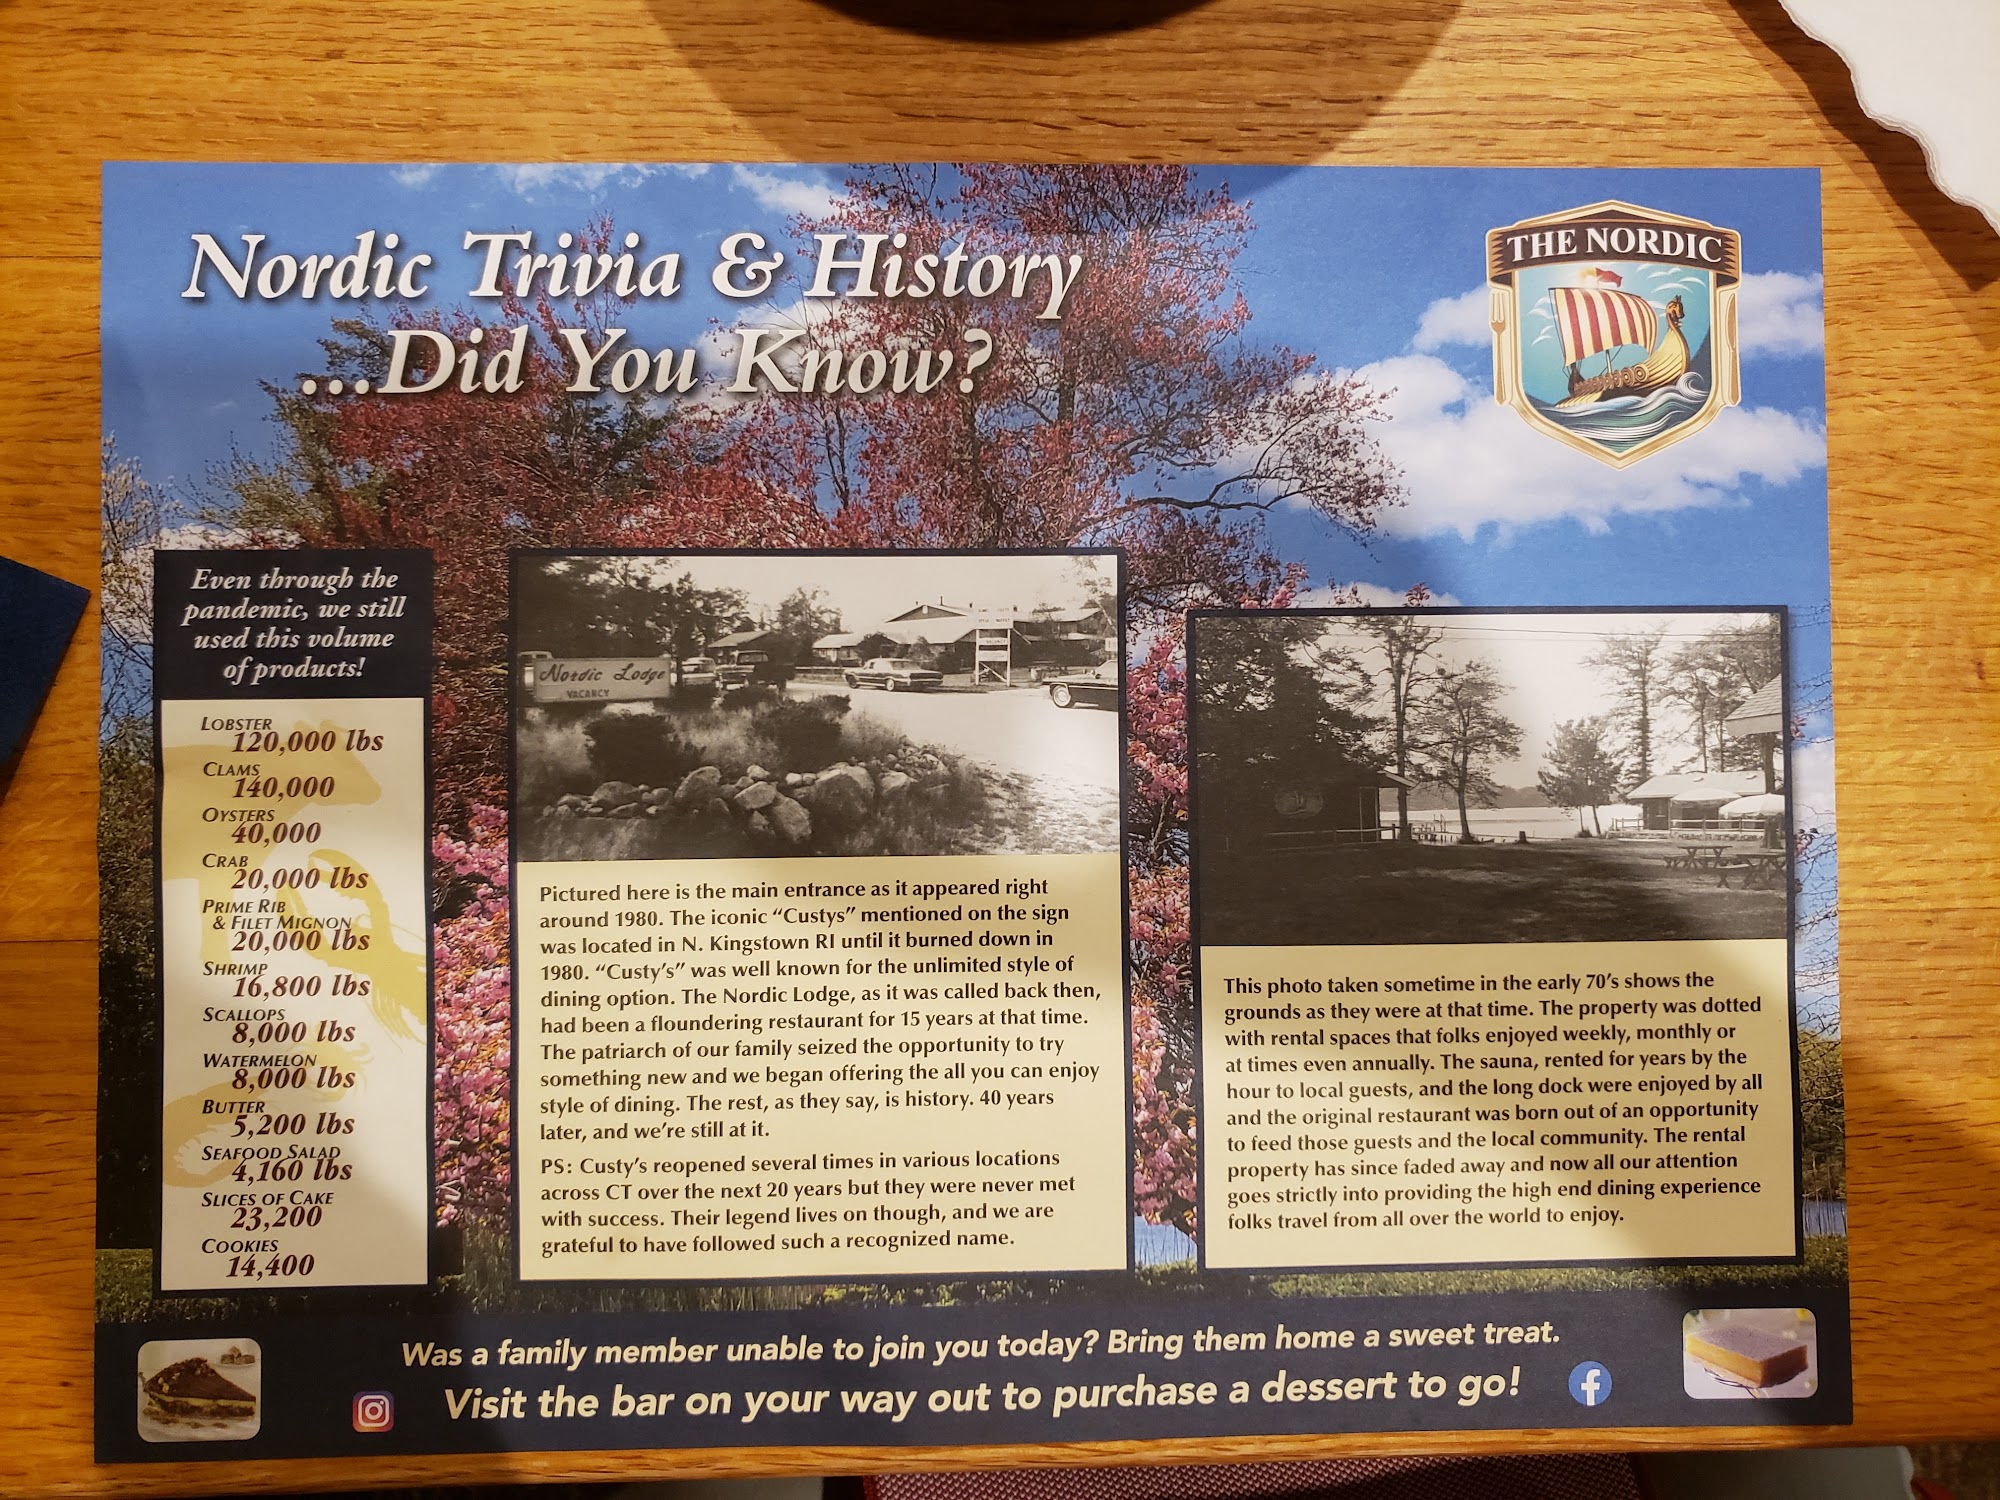 Nordic Trivia & History
...Did You Know?
THE NORDIC
Even through the
pandemic, we still
used this volume
of products!
LOBSTER
120,000 lbs
CLAMS
140,000
OYSTERS
40,000
CRAB
20,000 lbs
PRIME RIB
& FILET MIGNON
20,000 lbs
SHRIMP
16,800 lbs
SCALLOPS
8,000 lbs
WATERMELON
8,000 lbs
BUTTER
5,200 lbs
SEAFOOD SALAD
4,160 lbs
SLICES OF CAKE
23,200
COOKIES
14,400
Nordic Lodge
VACANCY
Pictured here is the main entrance as it appeared right
around 1980. The iconic “Custys” mentioned on the sign
was located in N. Kingstown RI until it burned down in
1980. “Custy’s” was well known for the unlimited style of
dining option. The Nordic Lodge, as it was called back then,
had been a floundering restaurant for 15 years at that time.
The patriarch of our family seized the opportunity to try
something new and we began offering the all you can enjoy
style of dining. The rest, as they say, is history. 40 years
later, and we’re still at it.
PS: Custy’s reopened several times in various locations
across CT over the next 20 years but they were never met
with success. Their legend lives on though, and we are
grateful to have followed such a recognized name.
This photo taken sometime in the early 70’s shows the
grounds as they were at that time. The property was dotted
with rental spaces that folks enjoyed weekly, monthly or
at times even annually. The sauna, rented for years by the
hour to local guests, and the long dock were enjoyed by all
and the original restaurant was born out of an opportunity
to feed those guests and the local community. The rental
property has since faded away and now all our attention
goes strictly into providing the high end dining experience
folks travel from all over the world to enjoy.
Was a family member unable to join you today? Bring them home a sweet treat.
Visit the bar on your way out to purchase a dessert to go!